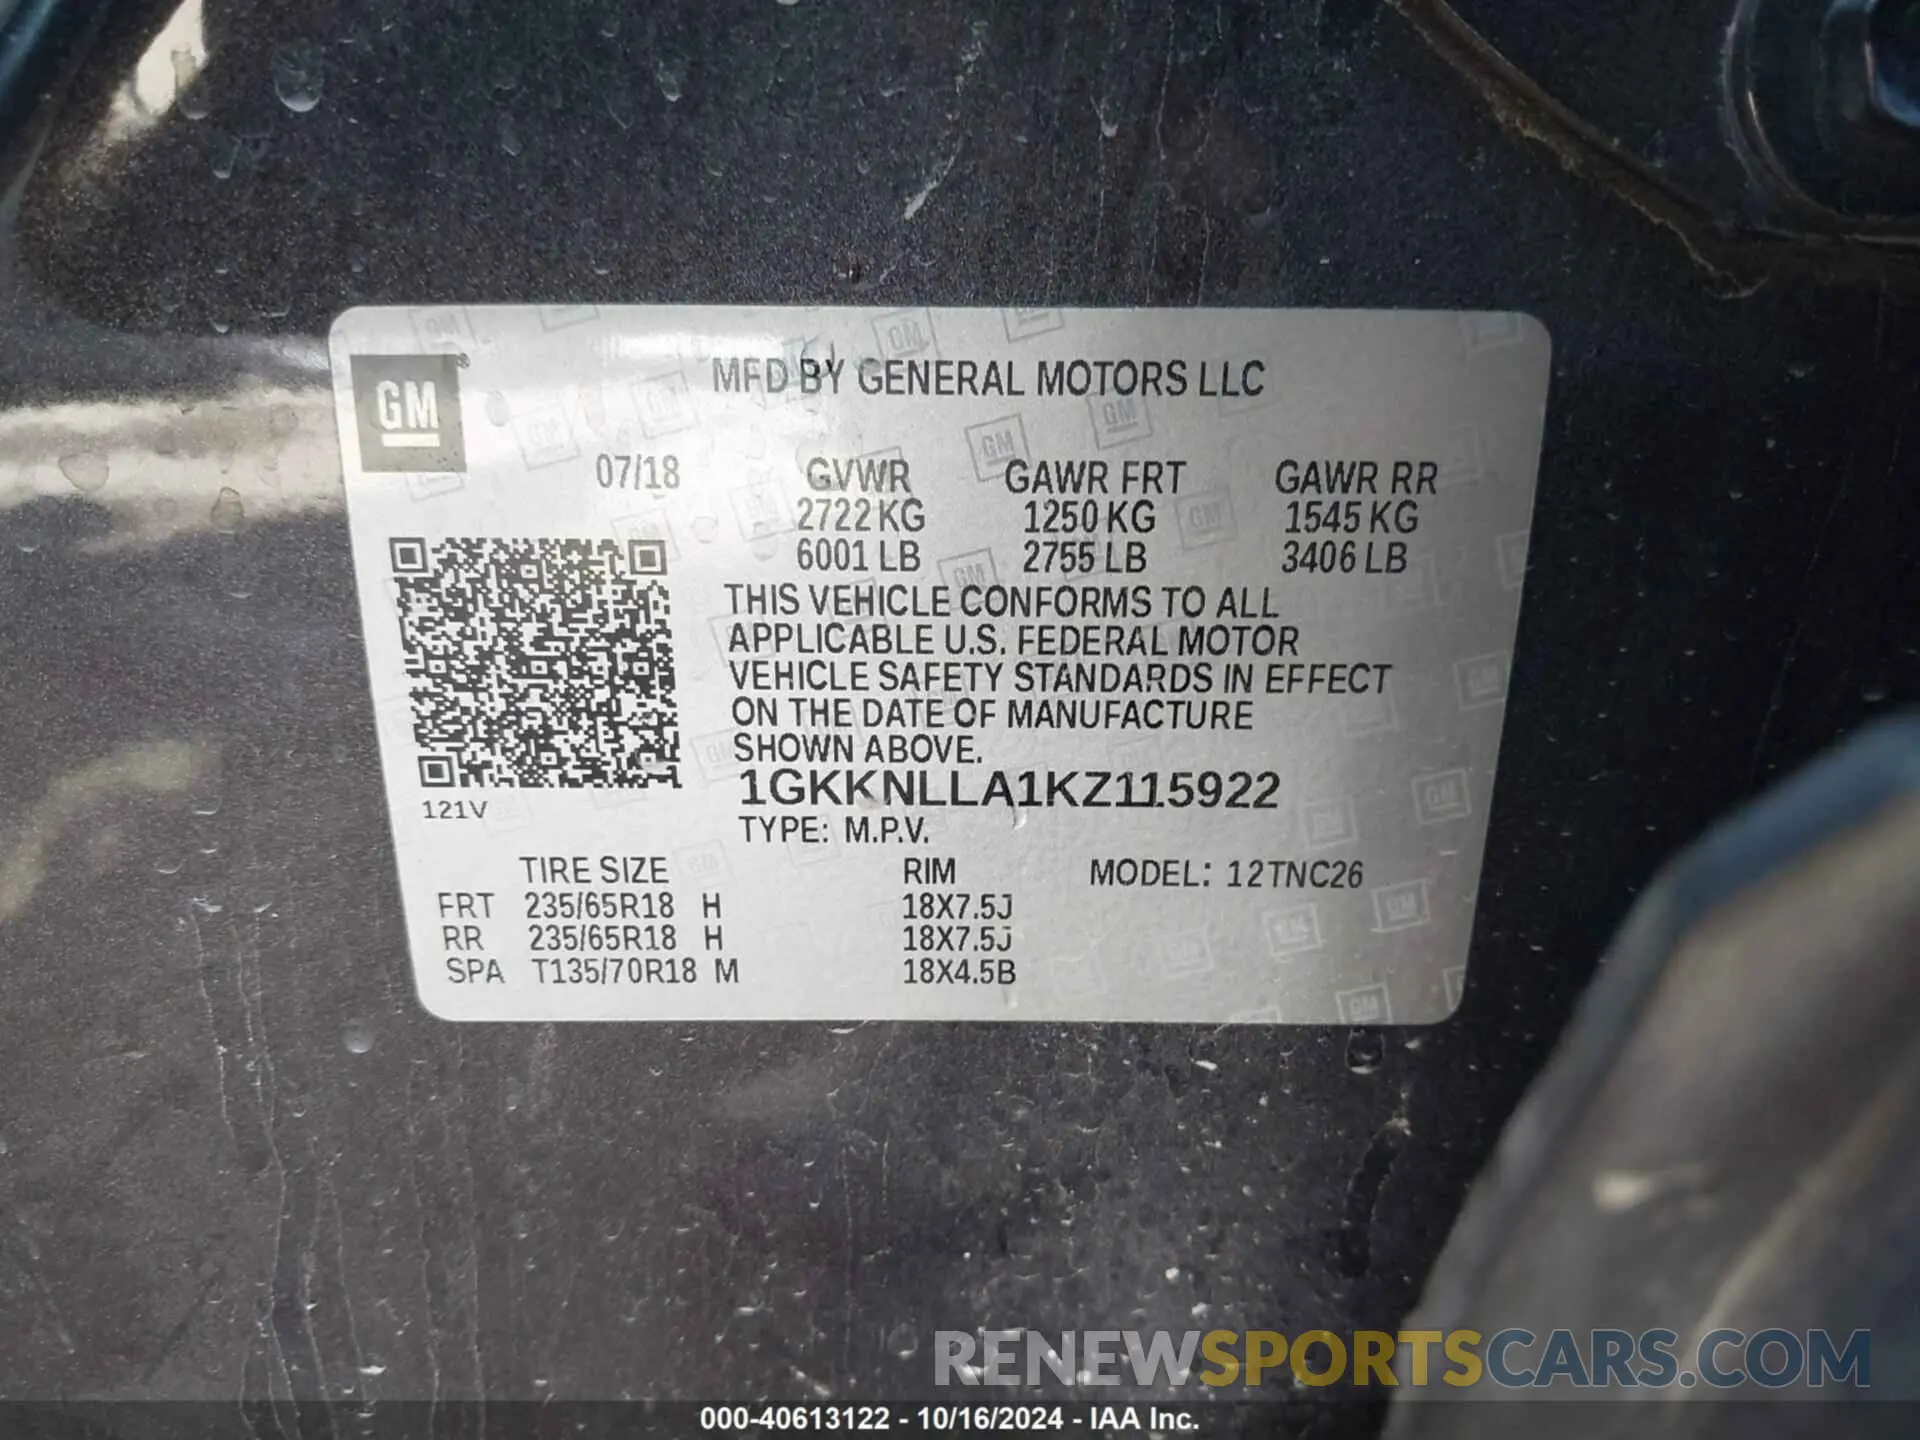 MFD BY GENERAL MOTORS LLC
GM®
07/18 GVWR GAWR FRT GAWR RR
2722 KG 1250 KG 1545 KG
6001 LB 2755 LB 3406 LB
THIS VEHICLE CONFORMS TO ALL
APPLICABLE U.S. FEDERAL MOTOR
VEHICLE SAFETY STANDARDS IN EFFECT
ON THE DATE OF MANUFACTURE
SHOWN ABOVE.
1GKKNLLA1KZ115922
121V
TYPE: M.P.V.
TIRE SIZE RIM MODEL: 12TNC26
FRT 235/65R18 H 18X7.5J
RR 235/65R18 H 18X7.5J
SPA T135/70R18 M 18X4.5B
RENEWSPORTSCARS.COM
000-40613122 - 10/16/2024 - IAA Inc.